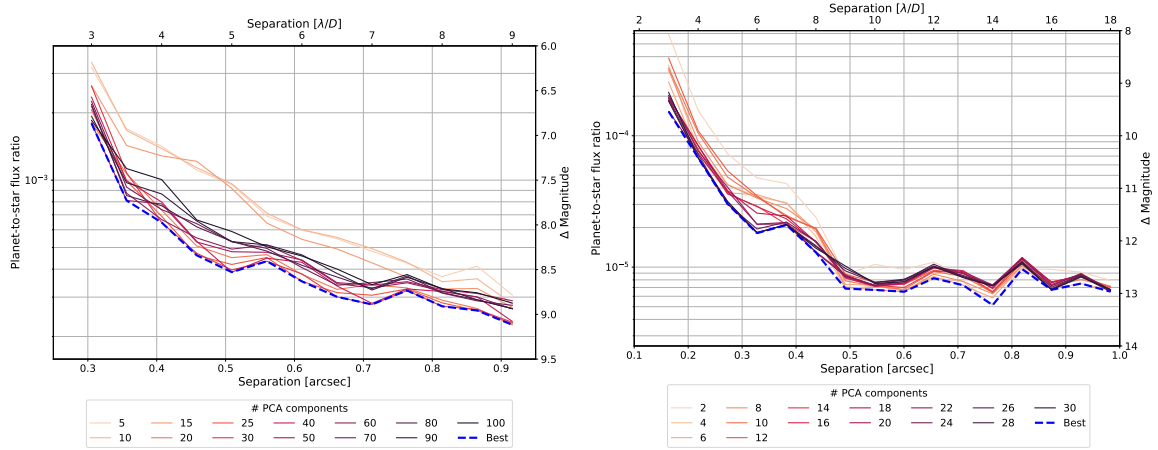 Separation [λ/D]
3 4 5 6 7 8 9
Planet-to-star flux ratio
10⁻³
6.0
6.5
7.0
7.5
8.0
8.5
9.0
9.5
Δ Magnitude
0.3 0.4 0.5 0.6 0.7 0.8 0.9
Separation [arcsec]
# PCA components
5 15 25 40 60 80 100
10 20 30 50 70 90 Best
Separation [λ/D]
2 4 6 8 10 12 14 16 18
Planet-to-star flux ratio
10⁻⁴
10⁻⁵
8
9
10
11
12
13
14
Δ Magnitude
0.1 0.2 0.3 0.4 0.5 0.6 0.7 0.8 0.9 1.0
Separation [arcsec]
# PCA components
2 8 14 18 22 26 30
4 10 16 20 24 28 Best
6 12